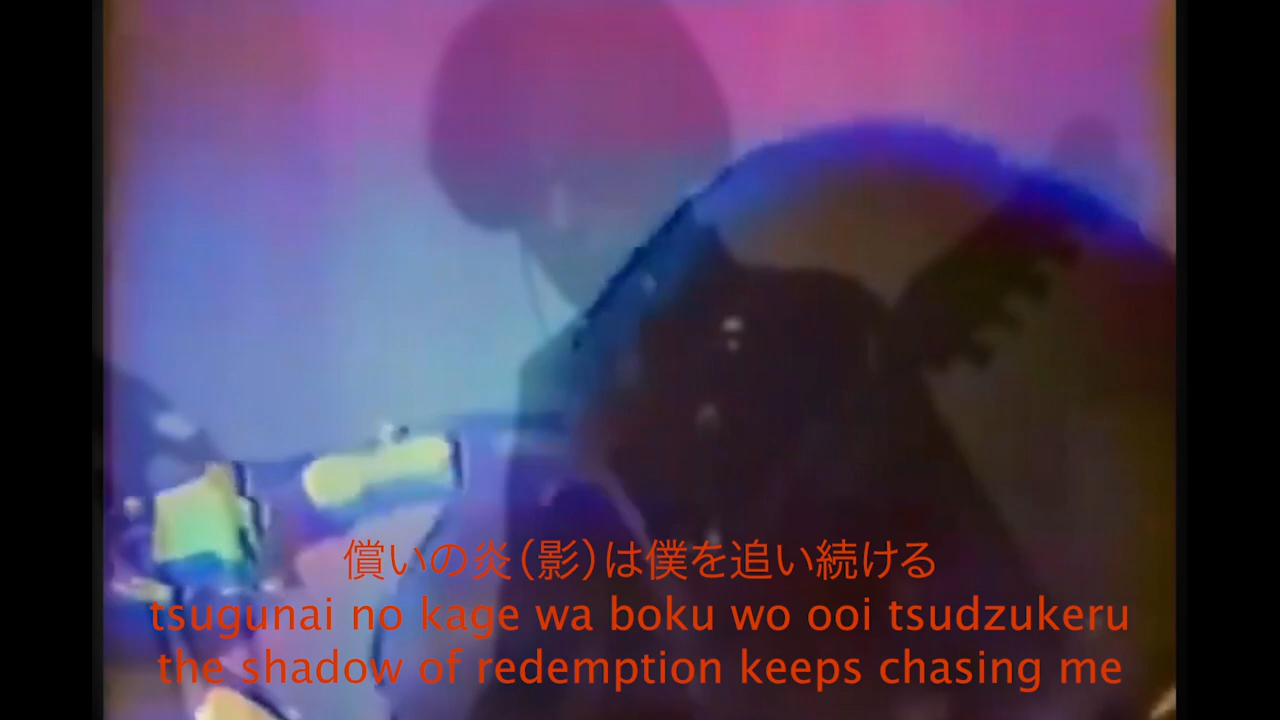 償いの炎(影)は僕を追い続ける
tsugunai no kage wa boku wo ooi tsudzukeru
the shadow of redemption keeps chasing me